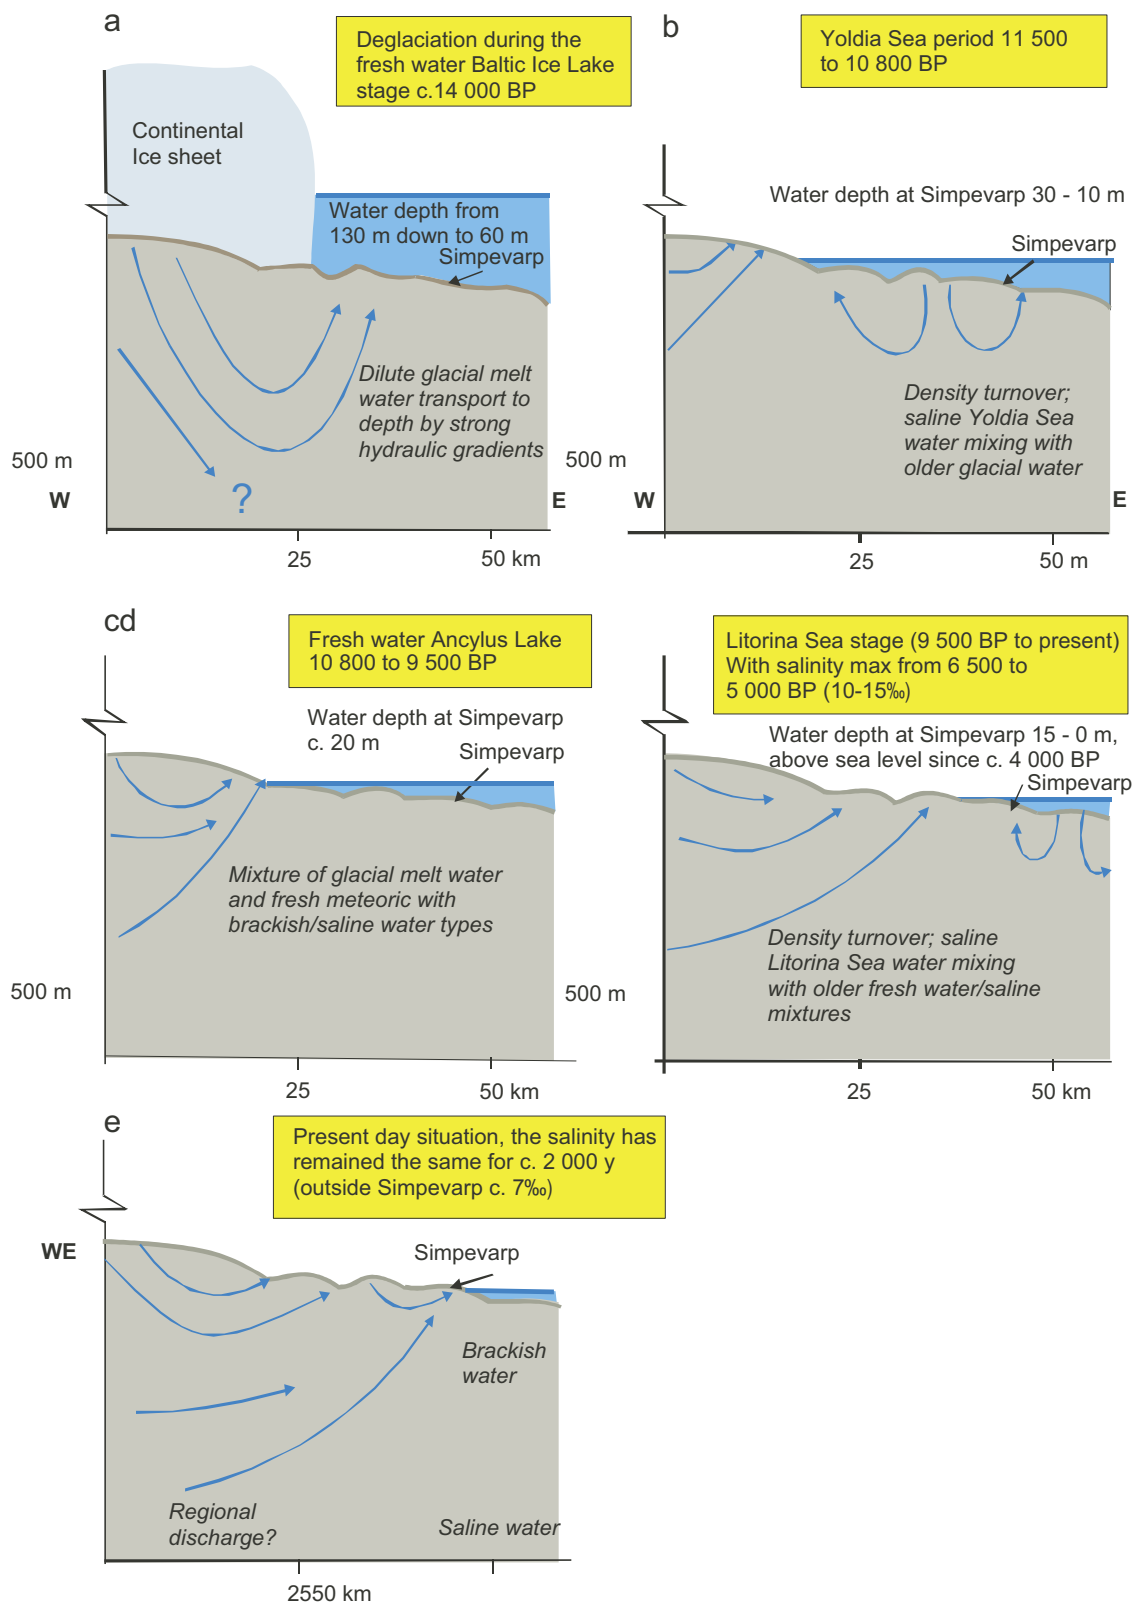 a
Deglaciation during the
fresh water Baltic Ice Lake
stage c.14 000 BP
Continental
Ice sheet
Water depth from
130 m down to 60 m
Simpevarp
Dilute glacial melt
water transport to
depth by strong
hydraulic gradients
500 m
W
?
E
25
50 km
b
Yoldia Sea period 11 500
to 10 800 BP
Water depth at Simpevarp 30 - 10 m
Simpevarp
Density turnover;
saline Yoldia Sea
water mixing with
older glacial water
500 m
W
E
25
50 m
cd
Fresh water Ancylus Lake
10 800 to 9 500 BP
Water depth at Simpevarp
c. 20 m
Simpevarp
Mixture of glacial melt water
and fresh meteoric with
brackish/saline water types
500 m
25
50 km
Litorina Sea stage (9 500 BP to present)
With salinity max from 6 500 to
5 000 BP (10-15‰)
Water depth at Simpevarp 15 - 0 m,
above sea level since c. 4 000 BP
Simpevarp
Density turnover; saline
Litorina Sea water mixing
with older fresh water/saline
mixtures
500 m
25
50 km
e
Present day situation, the salinity has
remained the same for c. 2 000 y
(outside Simpevarp c. 7‰)
WE
Simpevarp
Brackish
water
Regional
discharge?
Saline water
2550 km